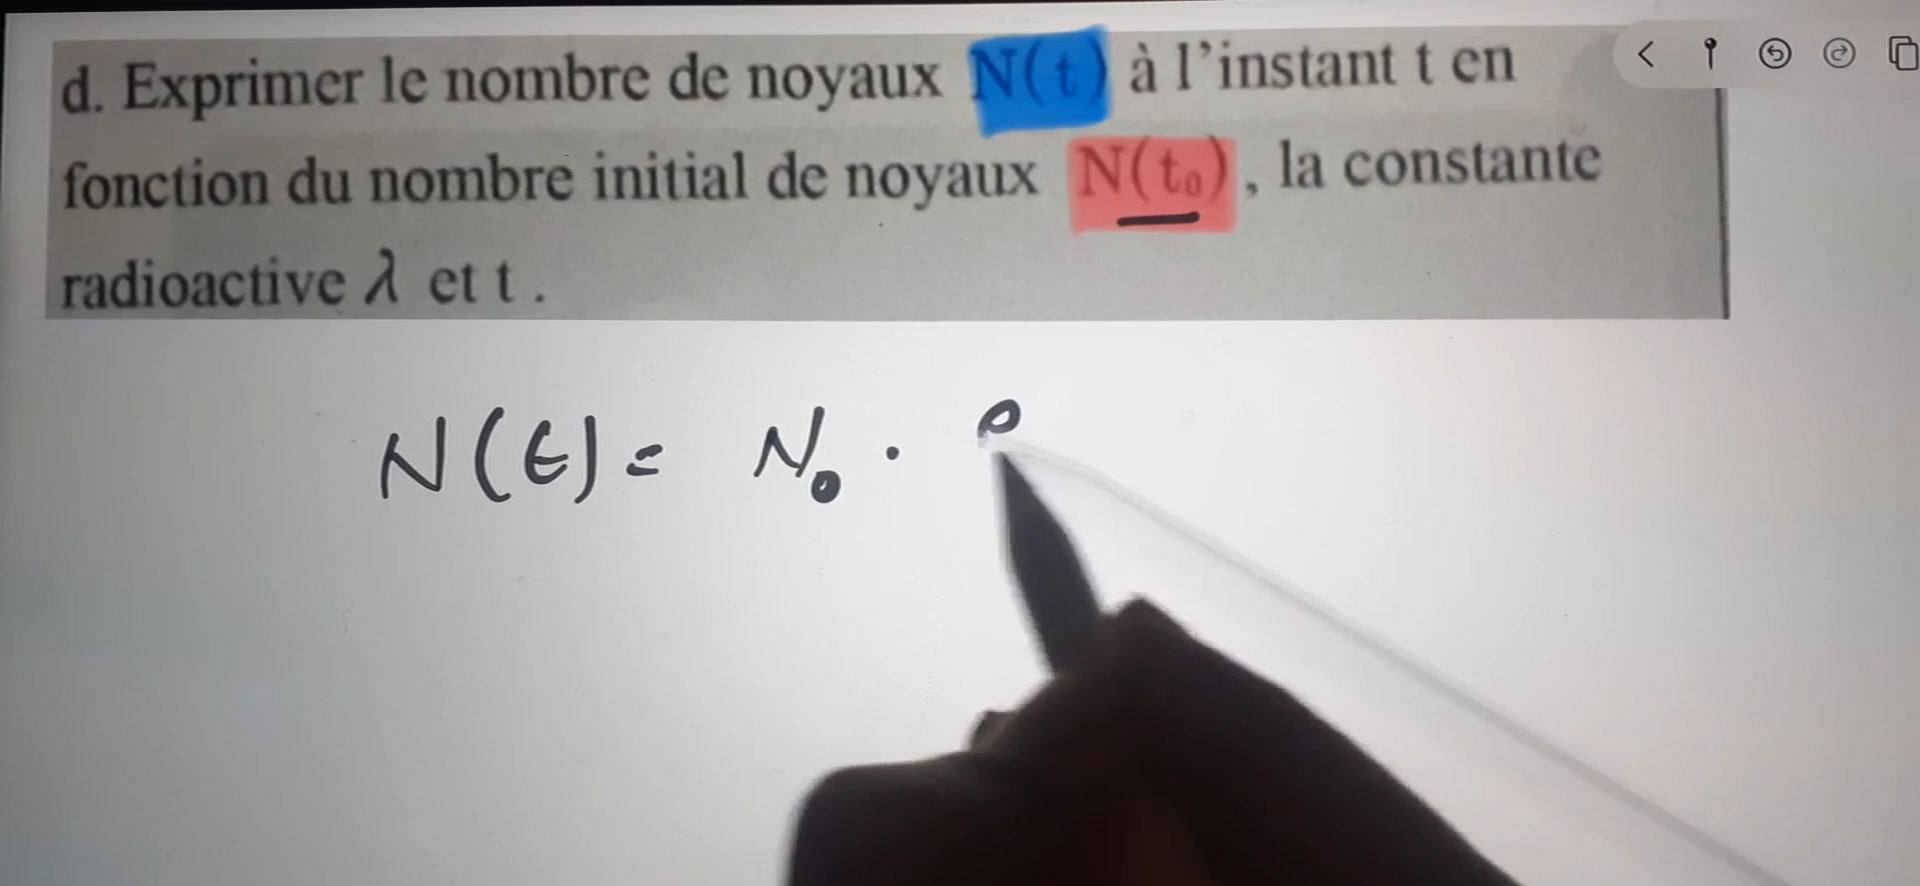 d. Exprimer le nombre de noyaux N(t) à l'instant t en
fonction du nombre initial de noyaux N(t₀), la constante
radioactive λ et t .
N(t) = N₀ . e